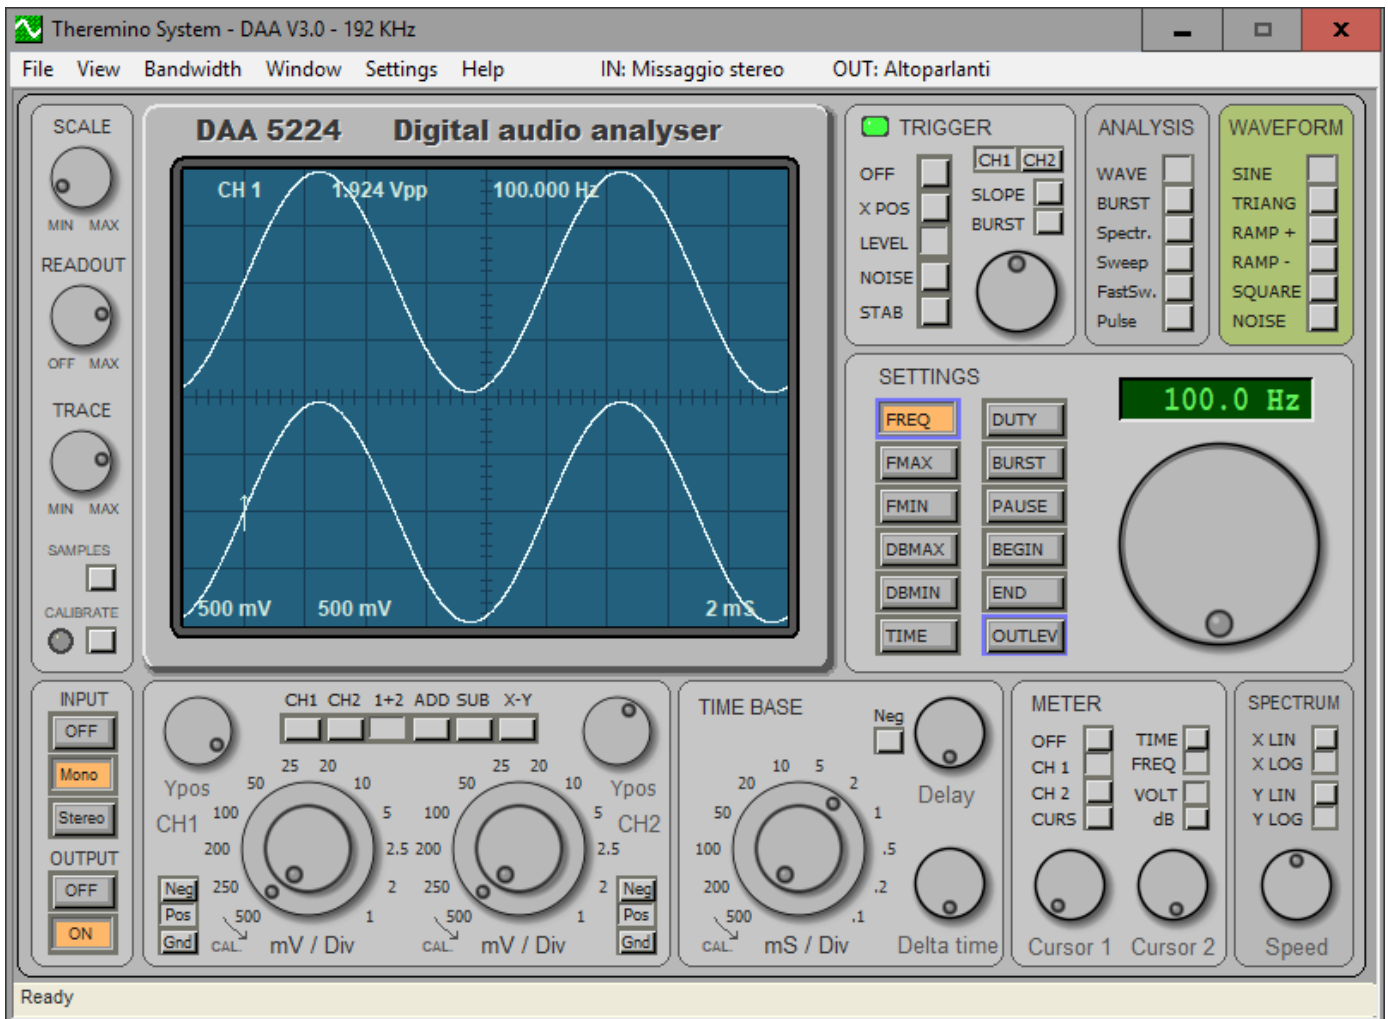 Theremino System - DAA V3.0 - 192 KHz
File View Bandwidth Window Settings Help IN: Missaggio stereo OUT: Altoparlanti
SCALE
MIN MAX
READOUT
OFF MAX
TRACE
MIN MAX
SAMPLES
CALIBRATE
DAA 5224 Digital audio analyser
CH 1 1.924 Vpp 100.000 Hz
500 mV 500 mV 2 mS
TRIGGER
CH1 CH2
OFF
X POS
LEVEL
NOISE
STAB
SLOPE
BURST
ANALYSIS
WAVE
BURST
Spectr.
Sweep
FastSw.
Pulse
WAVEFORM
SINE
TRIANG
RAMP +
RAMP -
SQUARE
NOISE
SETTINGS
100.0 Hz
FREQ DUTY
FMAX BURST
FMIN PAUSE
DBMAX BEGIN
DBMIN END
TIME OUTLEV
INPUT
OFF
Mono
Stereo
OUTPUT
OFF
ON
CH1 CH2 1+2 ADD SUB X-Y
Ypos
CH1
Neg
Pos
Gnd
500 250 200 100 50 25 20 10 5 2.5 2 1
CAL.
mV / Div
500 250 200 100 50 25 20 10 5 2.5 2 1
CAL.
mV / Div
Ypos
CH2
Neg
Pos
Gnd
TIME BASE
500 200 100 50 20 10 5 2 1 .5 .2 .1
CAL.
mS / Div
Neg
Delay
Delta time
METER
OFF
CH 1
CH 2
CURS
TIME
FREQ
VOLT
dB
Cursor 1 Cursor 2
SPECTRUM
X LIN
X LOG
Y LIN
Y LOG
Speed
Ready